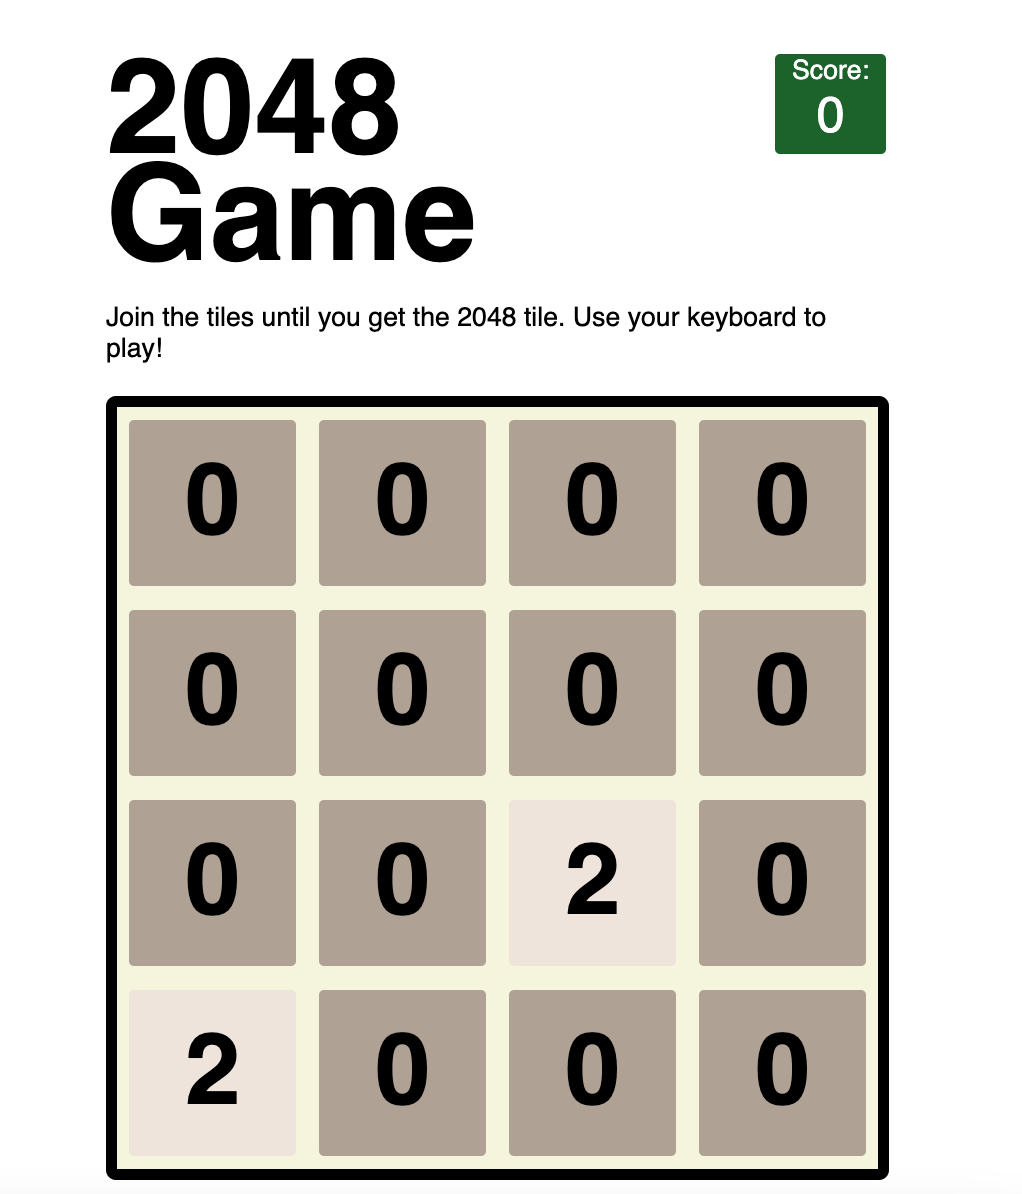 2048
Game
Score:
0
Join the tiles until you get the 2048 tile. Use your keyboard to
play!
0 0 0 0
0 0 0 0
0 0 2 0
2 0 0 0